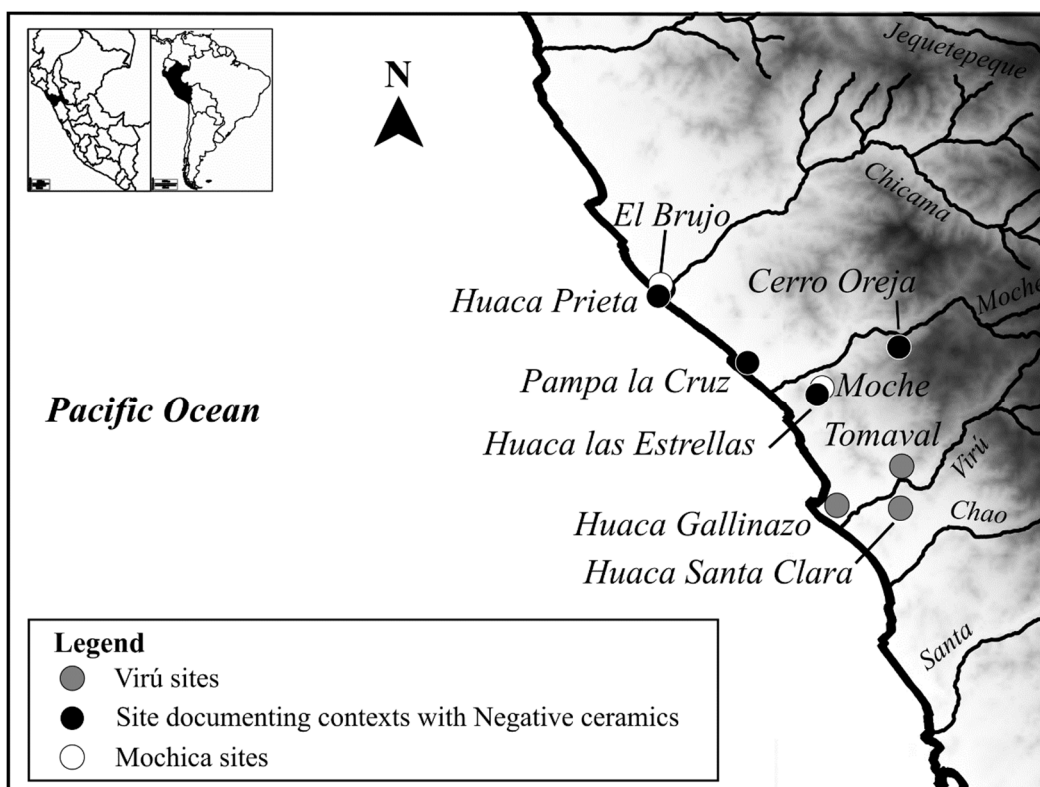 Jequetepeque
N
Chicama
El Brujo
Cerro Oreja
Moche
Huaca Prieta
Pampa la Cruz
Moche
Pacific Ocean
Huaca las Estrellas
Tomaval
Virú
Chao
Huaca Gallinazo
Huaca Santa Clara
Santa
Legend
Virú sites
Site documenting contexts with Negative ceramics
Mochica sites